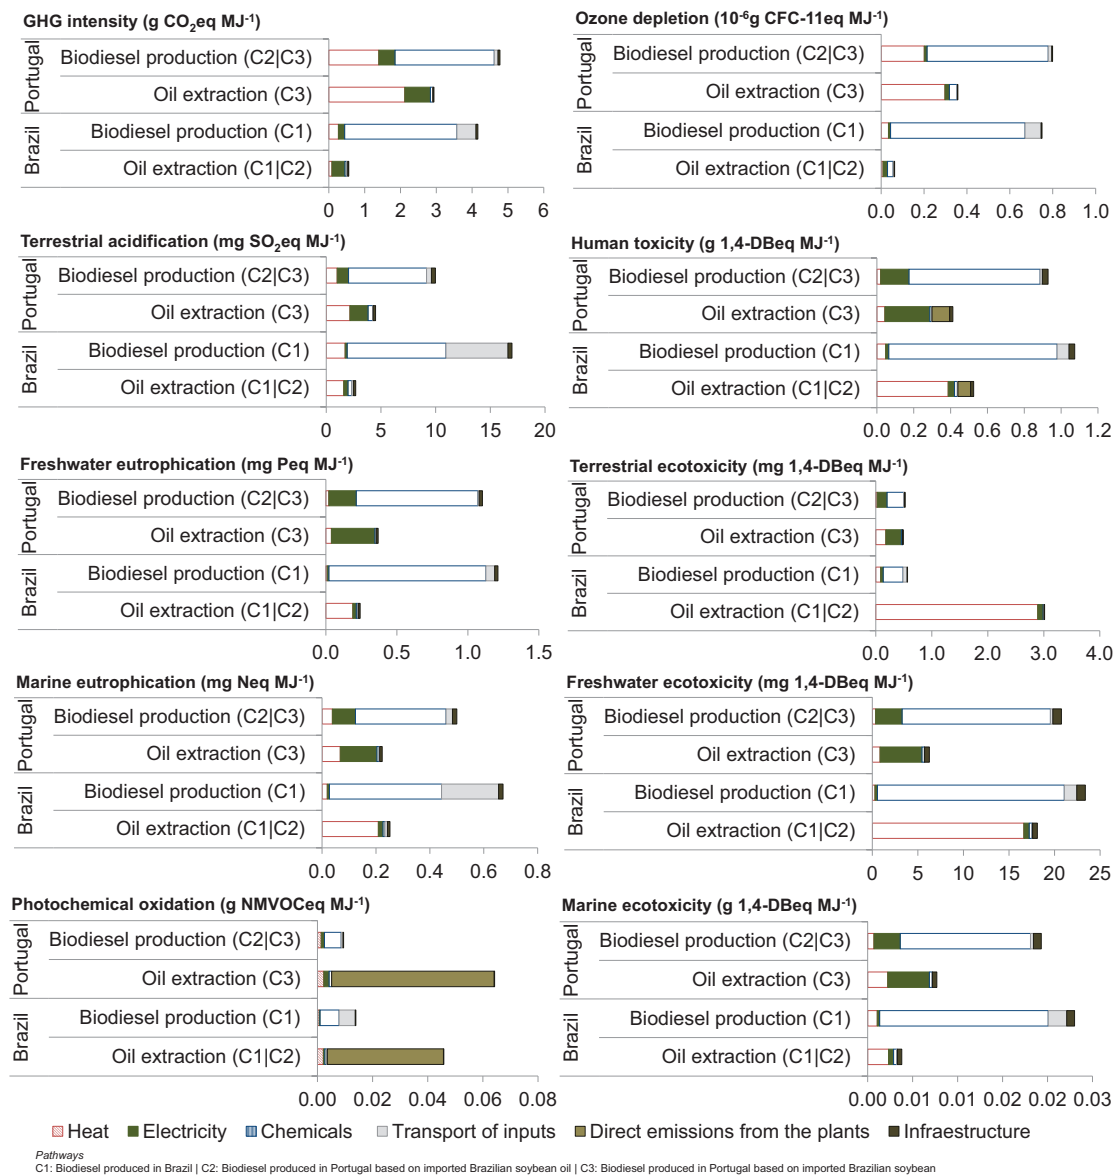 GHG intensity (g CO2eq MJ-1)
Portugal
Biodiesel production (C2|C3)
Oil extraction (C3)
Brazil
Biodiesel production (C1)
Oil extraction (C1|C2)
0 1 2 3 4 5 6
Ozone depletion (10-6g CFC-11eq MJ-1)
Portugal
Biodiesel production (C2|C3)
Oil extraction (C3)
Brazil
Biodiesel production (C1)
Oil extraction (C1|C2)
0.0 0.2 0.4 0.6 0.8 1.0
Terrestrial acidification (mg SO2eq MJ-1)
Portugal
Biodiesel production (C2|C3)
Oil extraction (C3)
Brazil
Biodiesel production (C1)
Oil extraction (C1|C2)
0 5 10 15 20
Human toxicity (g 1,4-DBeq MJ-1)
Portugal
Biodiesel production (C2|C3)
Oil extraction (C3)
Brazil
Biodiesel production (C1)
Oil extraction (C1|C2)
0.0 0.2 0.4 0.6 0.8 1.0 1.2
Freshwater eutrophication (mg Peq MJ-1)
Portugal
Biodiesel production (C2|C3)
Oil extraction (C3)
Brazil
Biodiesel production (C1)
Oil extraction (C1|C2)
0.0 0.5 1.0 1.5
Terrestrial ecotoxicity (mg 1,4-DBeq MJ-1)
Portugal
Biodiesel production (C2|C3)
Oil extraction (C3)
Brazil
Biodiesel production (C1)
Oil extraction (C1|C2)
0.0 1.0 2.0 3.0 4.0
Marine eutrophication (mg Neq MJ-1)
Portugal
Biodiesel production (C2|C3)
Oil extraction (C3)
Brazil
Biodiesel production (C1)
Oil extraction (C1|C2)
0.0 0.2 0.4 0.6 0.8
Freshwater ecotoxicity (mg 1,4-DBeq MJ-1)
Portugal
Biodiesel production (C2|C3)
Oil extraction (C3)
Brazil
Biodiesel production (C1)
Oil extraction (C1|C2)
0 5 10 15 20 25
Photochemical oxidation (g NMVOCeq MJ-1)
Portugal
Biodiesel production (C2|C3)
Oil extraction (C3)
Brazil
Biodiesel production (C1)
Oil extraction (C1|C2)
0.00 0.02 0.04 0.06 0.08
Marine ecotoxicity (g 1,4-DBeq MJ-1)
Portugal
Biodiesel production (C2|C3)
Oil extraction (C3)
Brazil
Biodiesel production (C1)
Oil extraction (C1|C2)
0.00 0.01 0.01 0.02 0.02 0.03
Heat Electricity Chemicals Transport of inputs Direct emissions from the plants Infraestructure
Pathways
C1: Biodiesel produced in Brazil | C2: Biodiesel produced in Portugal based on imported Brazilian soybean oil | C3: Biodiesel produced in Portugal based on imported Brazilian soybean